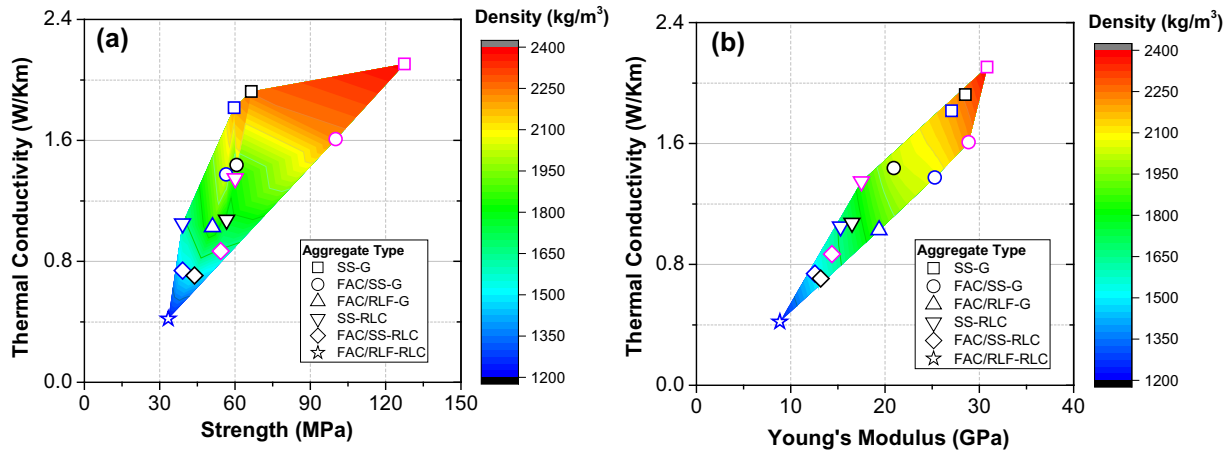 (a)
Thermal Conductivity (W/Km)
2.4
1.6
0.8
0.0
0
30
60
90
120
150
Strength (MPa)
Aggregate Type
SS-G
FAC/SS-G
FAC/RLF-G
SS-RLC
FAC/SS-RLC
FAC/RLF-RLC
Density (kg/m³)
2400
2250
2100
1950
1800
1650
1500
1350
1200
(b)
Thermal Conductivity (W/Km)
2.4
1.6
0.8
0.0
0
10
20
30
40
Young's Modulus (GPa)
Aggregate Type
SS-G
FAC/SS-G
FAC/RLF-G
SS-RLC
FAC/SS-RLC
FAC/RLF-RLC
Density (kg/m³)
2400
2250
2100
1950
1800
1650
1500
1350
1200